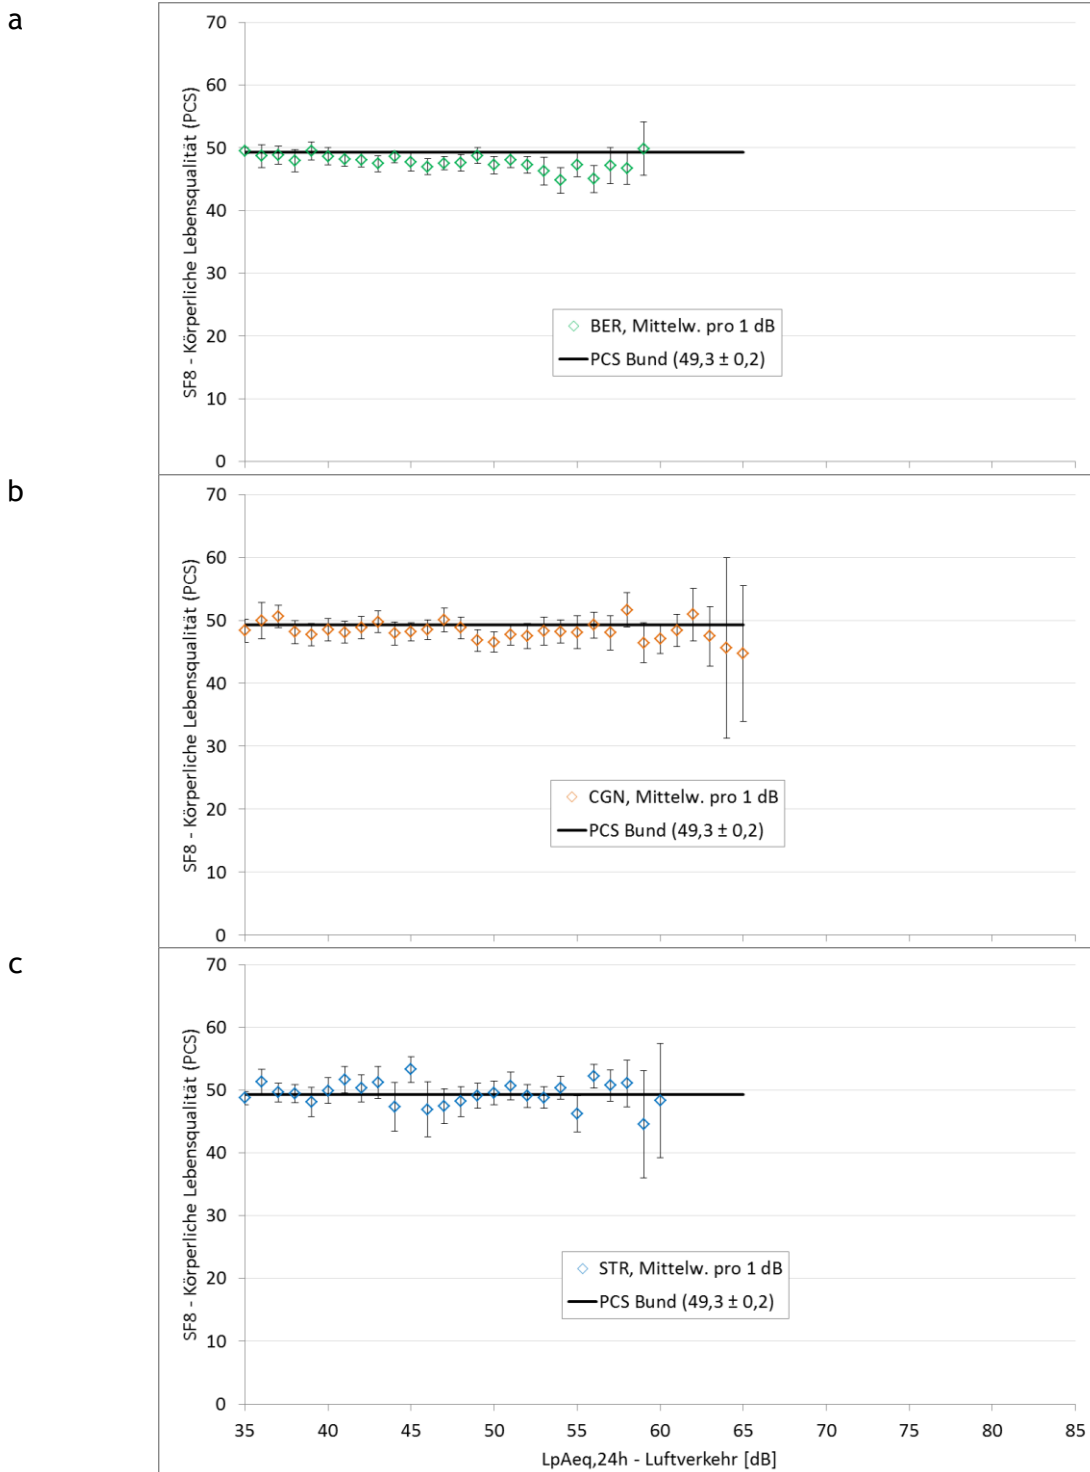 a
70
60
50
40
30
20
10
0
SF8 - Körperliche Lebensqualität (PCS)
BER, Mittelw. pro 1 dB
PCS Bund (49,3 ± 0,2)
b
70
60
50
40
30
20
10
0
SF8 - Körperliche Lebensqualität (PCS)
CGN, Mittelw. pro 1 dB
PCS Bund (49,3 ± 0,2)
c
70
60
50
40
30
20
10
0
SF8 - Körperliche Lebensqualität (PCS)
STR, Mittelw. pro 1 dB
PCS Bund (49,3 ± 0,2)
35 40 45 50 55 60 65 70 75 80 85
LpAeq,24h - Luftverkehr [dB]